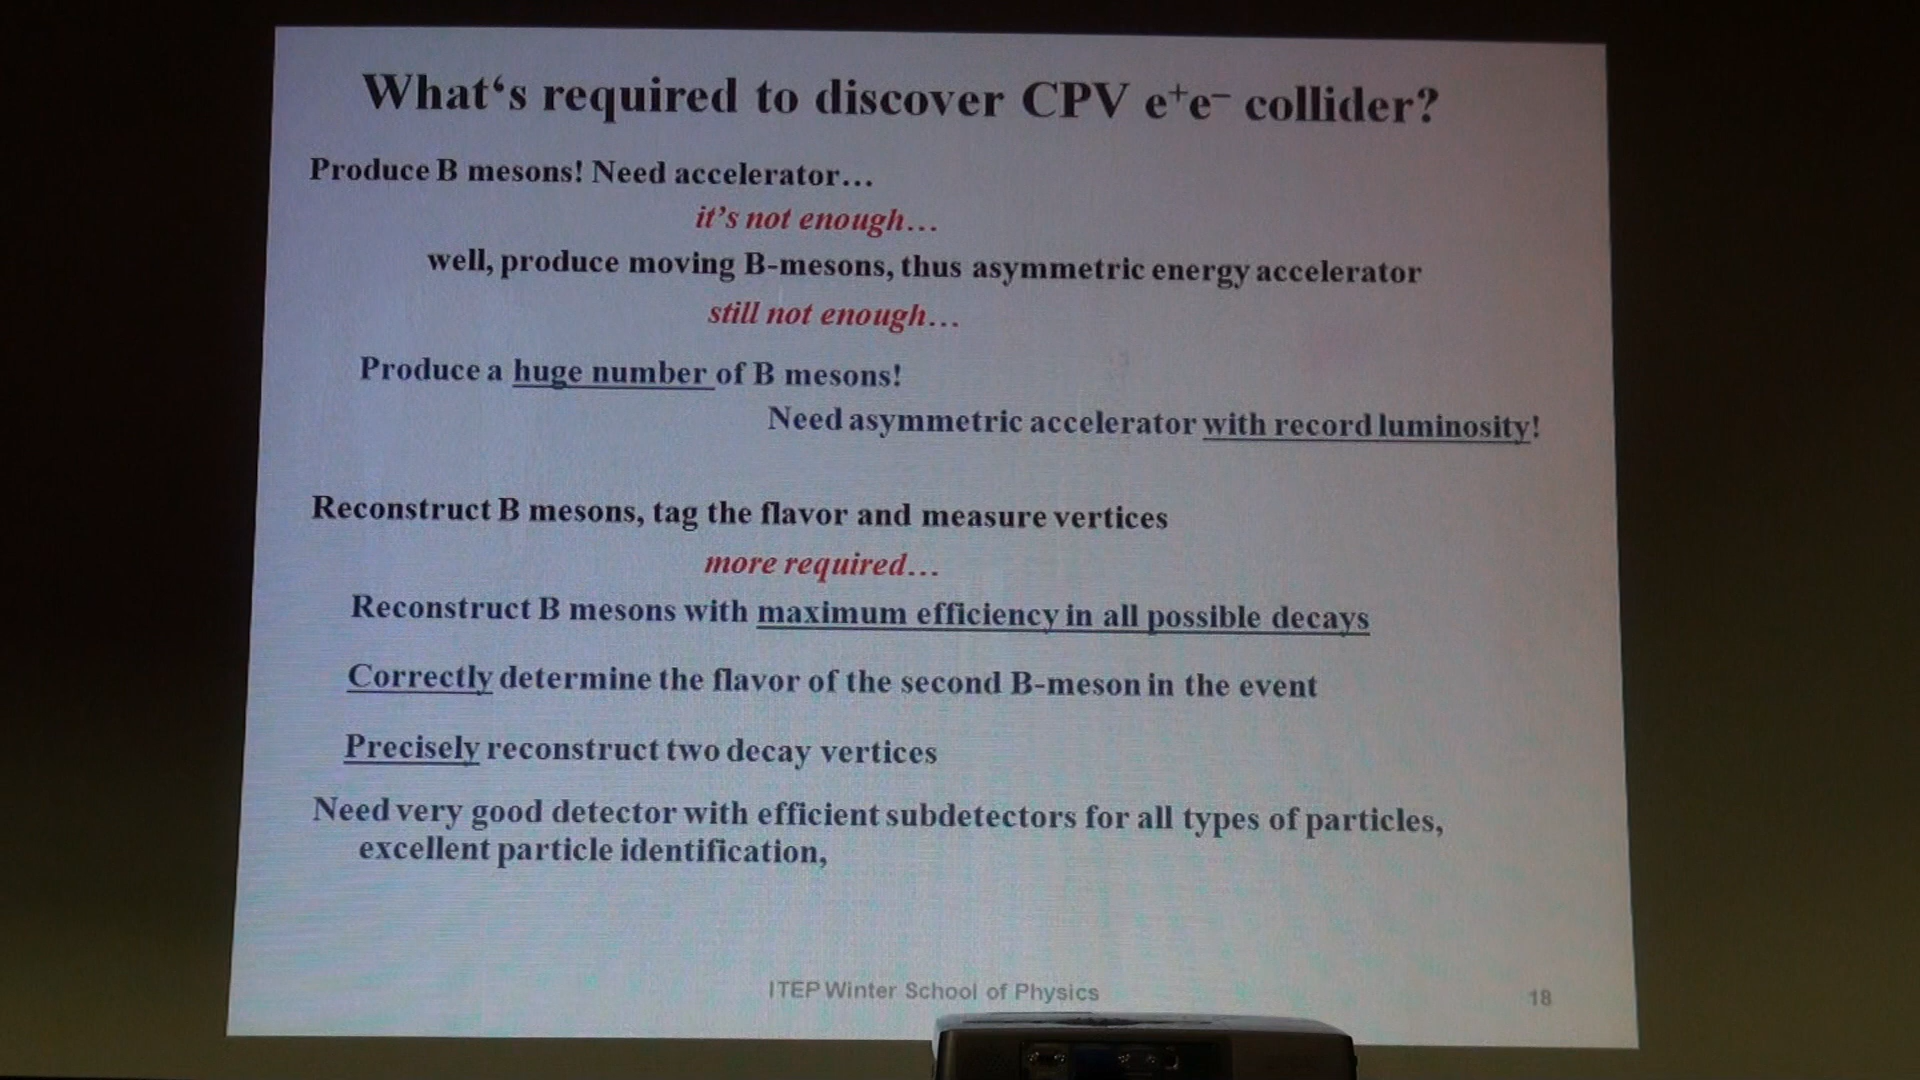 What‘s required to discover CPV e⁺e⁻ collider?
Produce B mesons! Need accelerator…
it’s not enough…
well, produce moving B-mesons, thus asymmetric energy accelerator
still not enough…
Produce a huge number of B mesons!
Need asymmetric accelerator with record luminosity!
Reconstruct B mesons, tag the flavor and measure vertices
more required…
Reconstruct B mesons with maximum efficiency in all possible decays
Correctly determine the flavor of the second B-meson in the event
Precisely reconstruct two decay vertices
Need very good detector with efficient subdetectors for all types of particles,
excellent particle identification,
ITEP Winter School of Physics
18